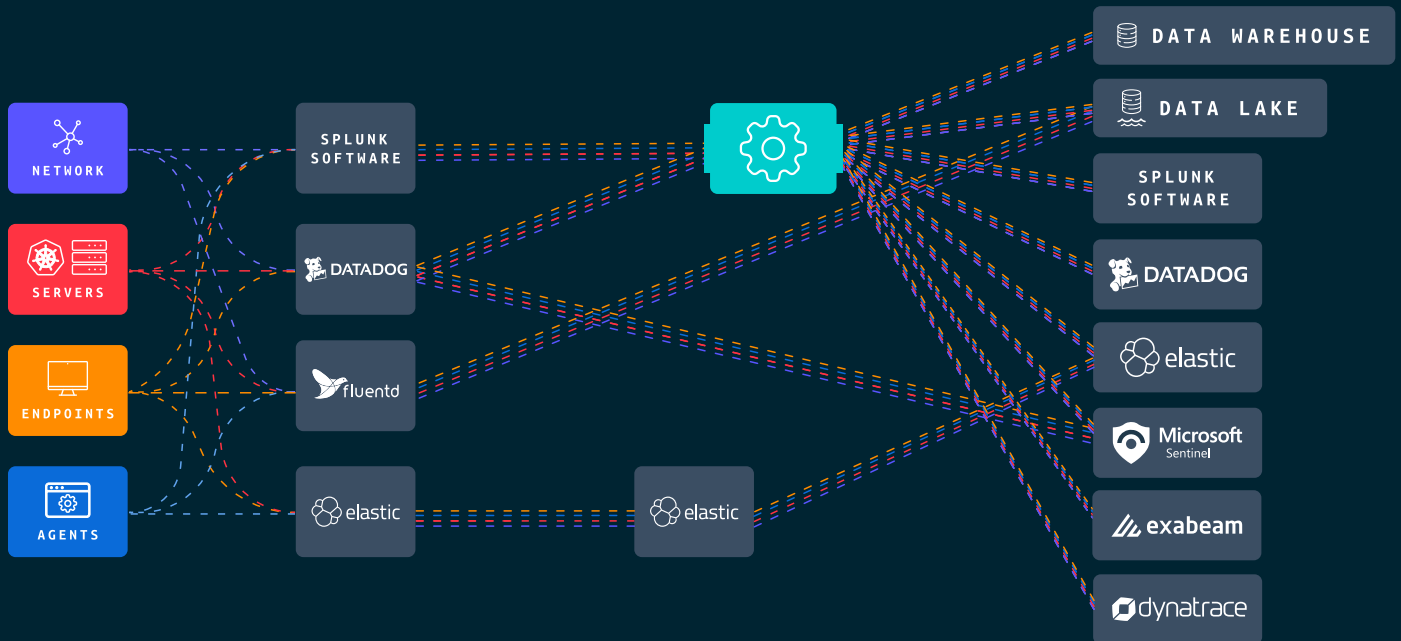 NETWORK
SERVERS
ENDPOINTS
AGENTS
SPLUNK
SOFTWARE
DATADOG
fluentd
elastic
elastic
DATA WAREHOUSE
DATA LAKE
SPLUNK
SOFTWARE
DATADOG
elastic
Microsoft
Sentinel
exabeam
dynatrace